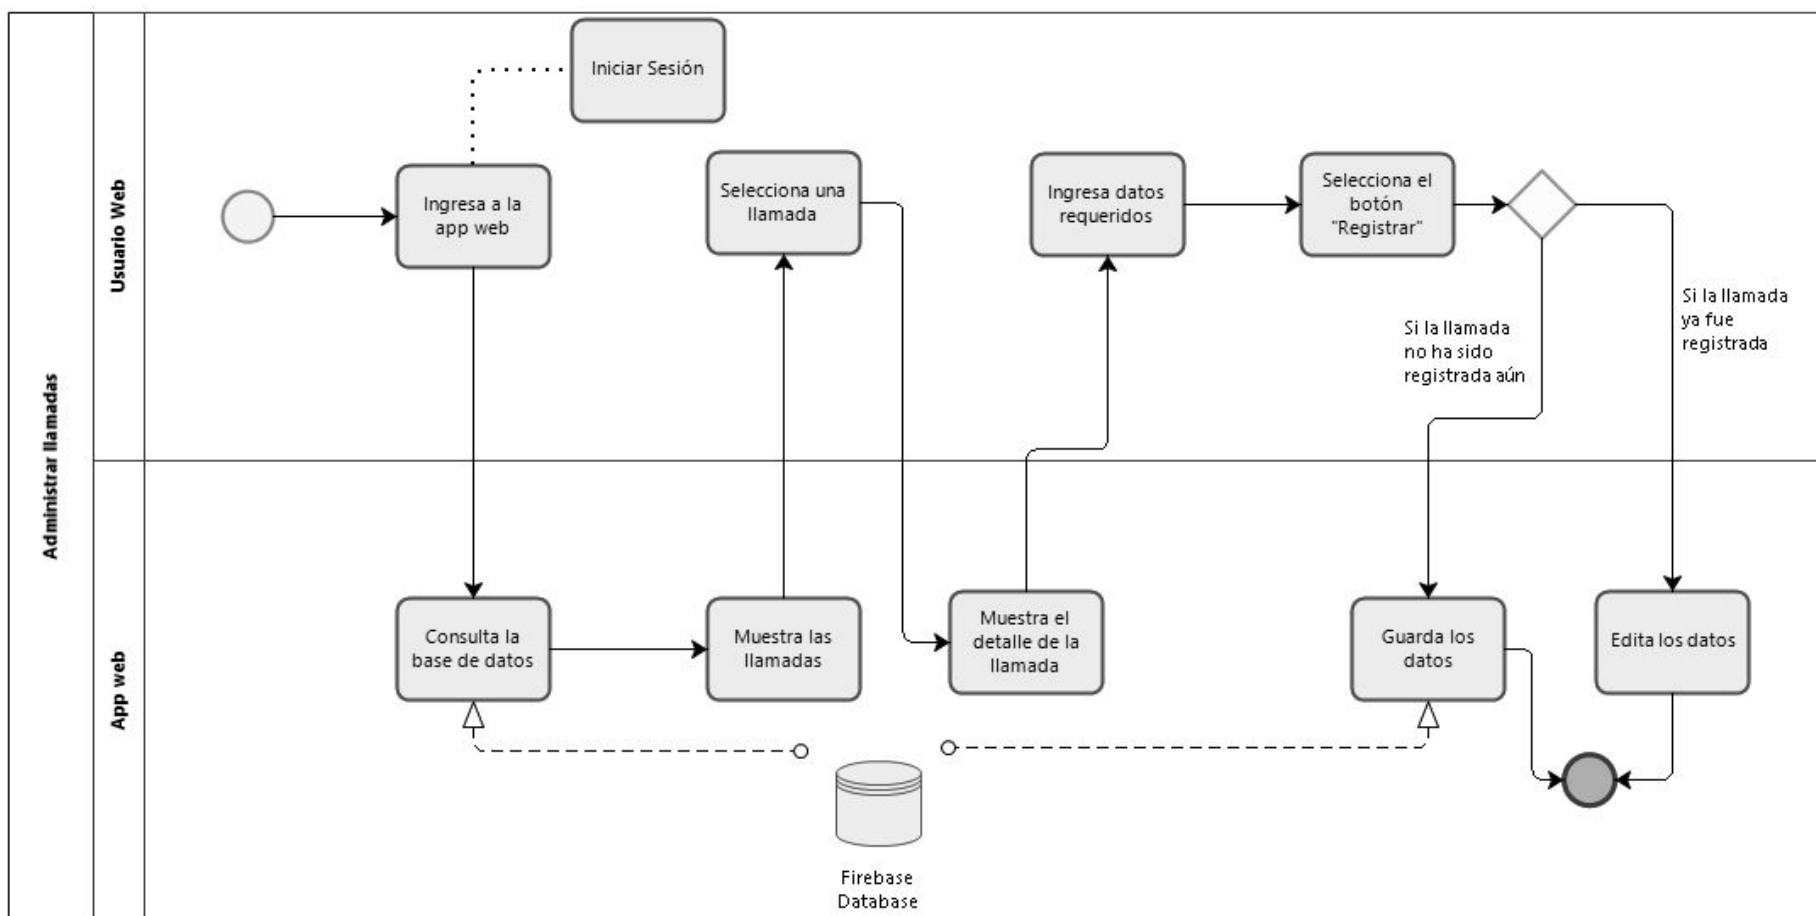 Administrar llamadas
Usuario Web
Iniciar Sesión
Ingresa a la
app web
Selecciona una
llamada
Ingresa datos
requeridos
Selecciona el
botón
"Registrar"
Si la llamada
no ha sido
registrada aún
Si la llamada
ya fue
registrada
App web
Consulta la
base de datos
Muestra las
llamadas
Muestra el
detalle de la
llamada
Guarda los
datos
Edita los datos
Firebase
Database